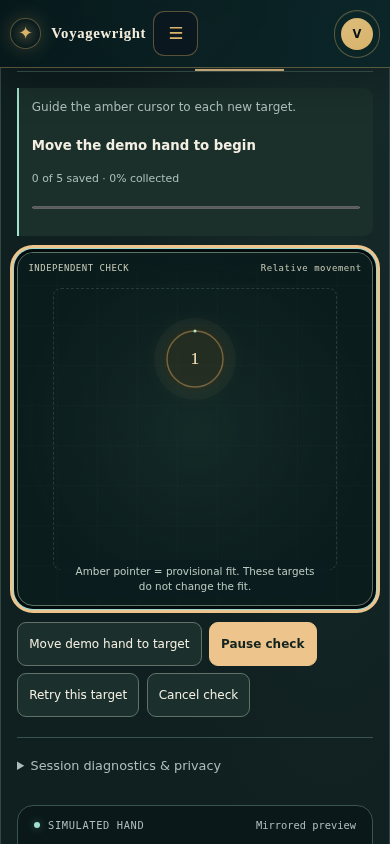 Voyagewright
V
Guide the amber cursor to each new target.
Move the demo hand to begin
0 of 5 saved · 0% collected
INDEPENDENT CHECK
Relative movement
1
Amber pointer = provisional fit. These targets
do not change the fit.
Move demo hand to target
Pause check
Retry this target
Cancel check
Session diagnostics & privacy
SIMULATED HAND
Mirrored preview